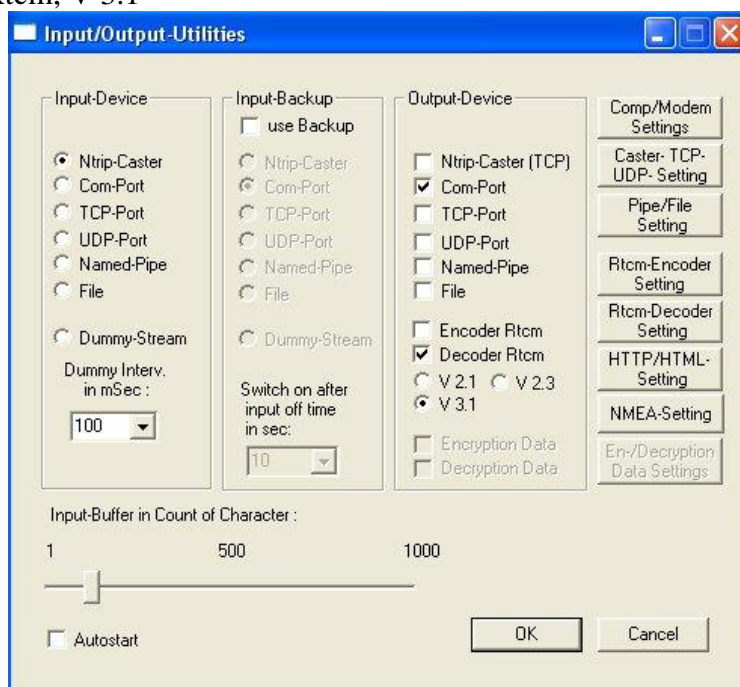 Rtcm, V 3.1
Input/Output-Utilities
Input-Device
Ntrip-Caster
Com-Port
TCP-Port
UDP-Port
Named-Pipe
File
Dummy-Stream
Dummy Interv.
in mSec :
100
Input-Backup
use Backup
Ntrip-Caster
Com-Port
TCP-Port
UDP-Port
Named-Pipe
File
Dummy-Stream
Switch on after
input off time
in sec:
10
Output-Device
Ntrip-Caster (TCP)
Com-Port
TCP-Port
UDP-Port
Named-Pipe
File
Encoder Rtcm
Decoder Rtcm
V 2.1 V 2.3
V 3.1
Encryption Data
Decryption Data
Comp/Modem
Settings
Caster- TCP-
UDP- Setting
Pipe/File
Setting
Rtcm-Encoder
Setting
Rtcm-Decoder
Setting
HTTP/HTML-
Setting
NMEA-Setting
En-/Decryption
Data Settings
Input-Buffer in Count of Character :
1 500 1000
Autostart
OK
Cancel